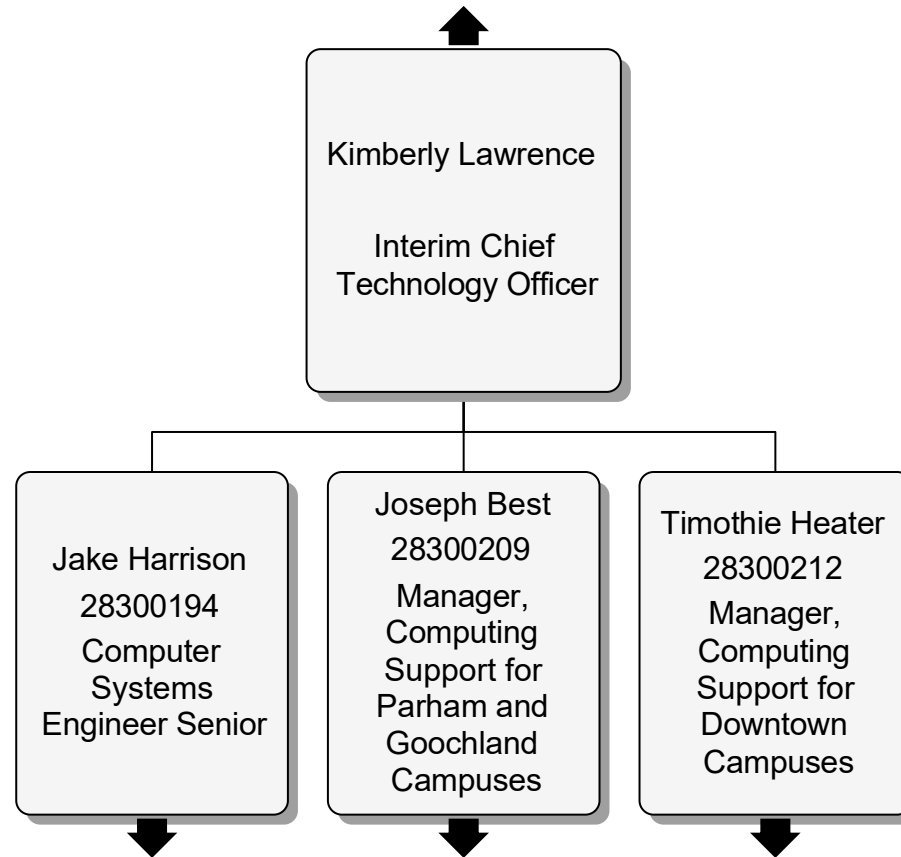 Kimberly Lawrence
Interim Chief
Technology Officer
Jake Harrison
28300194
Computer
Systems
Engineer Senior
Joseph Best
28300209
Manager,
Computing
Support for
Parham and
Goochland
Campuses
Timothie Heater
28300212
Manager,
Computing
Support for
Downtown
Campuses